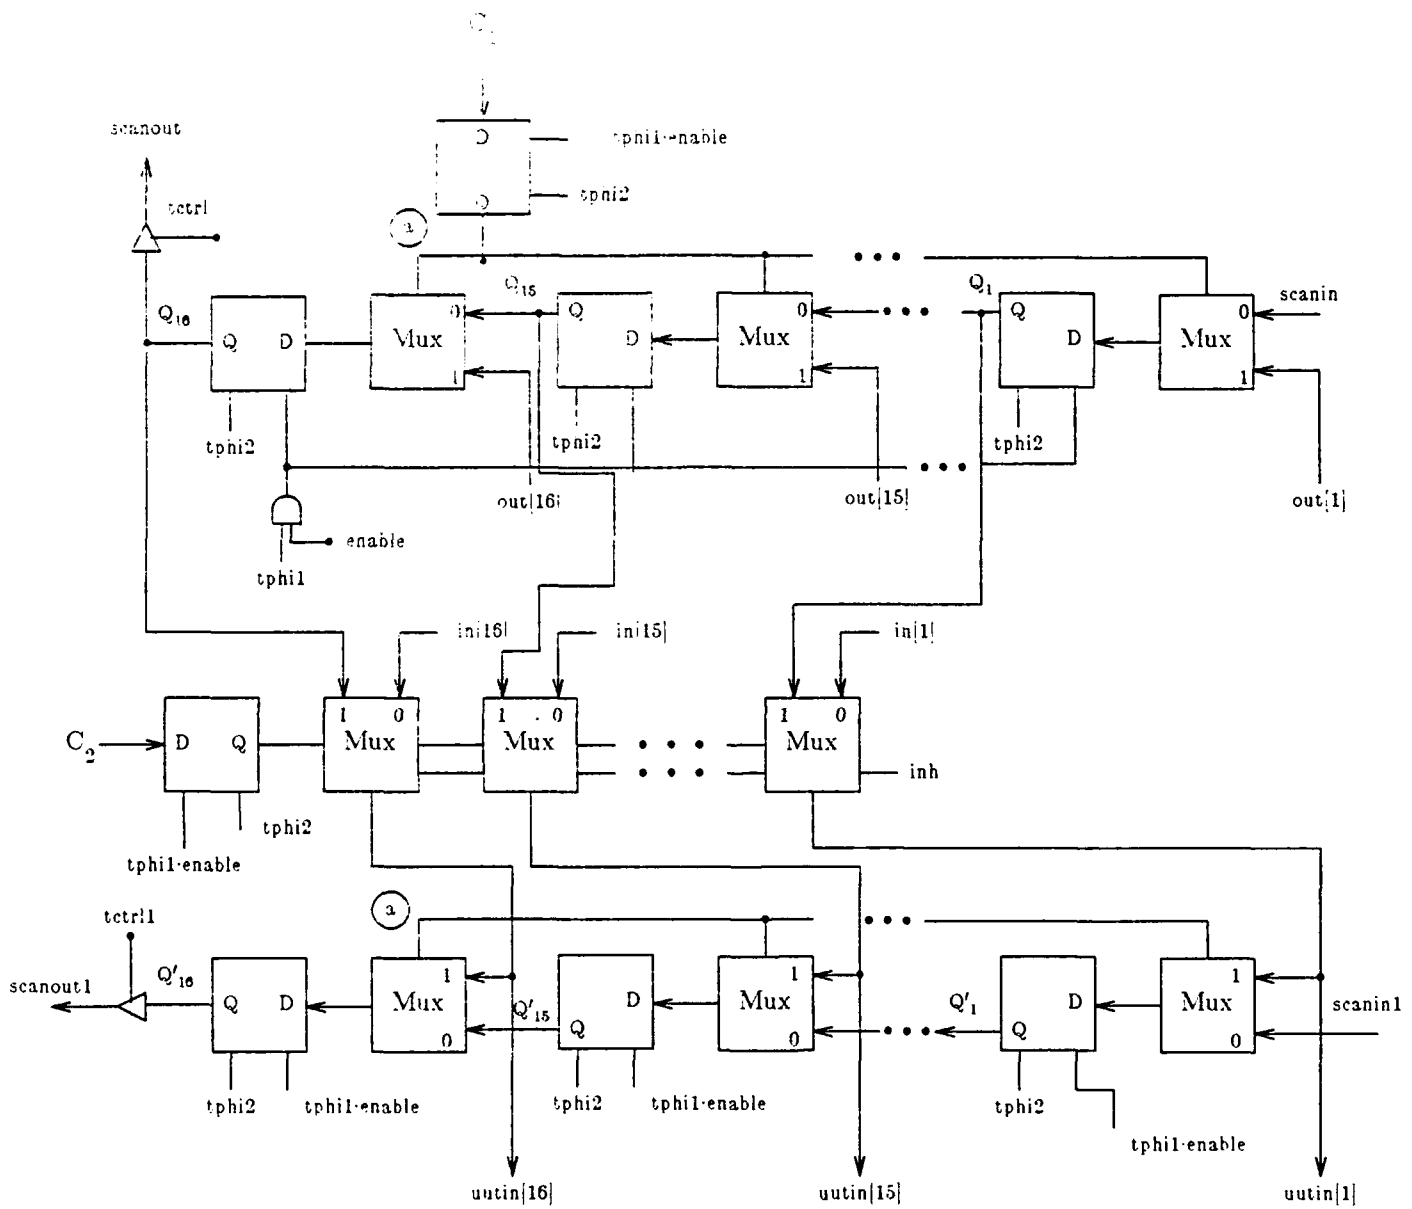 C
scanout
D
tphi1·enable
Q
tphi2
tctrl
a
Q15
Q1
scanin
Q16
Q
D
Mux
0
1
Q
D
Mux
0
1
Q
D
Mux
0
1
tphi2
tphi2
tphi2
out[16]
out[15]
out[1]
enable
tphi1
in[16]
in[15]
in[1]
C2
D
Q
1
0
Mux
1
0
Mux
1
0
Mux
inh
tphi2
tphi1·enable
a
tctrl1
scanout1
Q'16
Q
D
Mux
1
0
Q'15
D
Q
Mux
1
0
Q'1
D
Q
Mux
1
0
scanin1
tphi2
tphi1·enable
tphi2
tphi1·enable
tphi2
tphi1·enable
uutin[16]
uutin[15]
uutin[1]